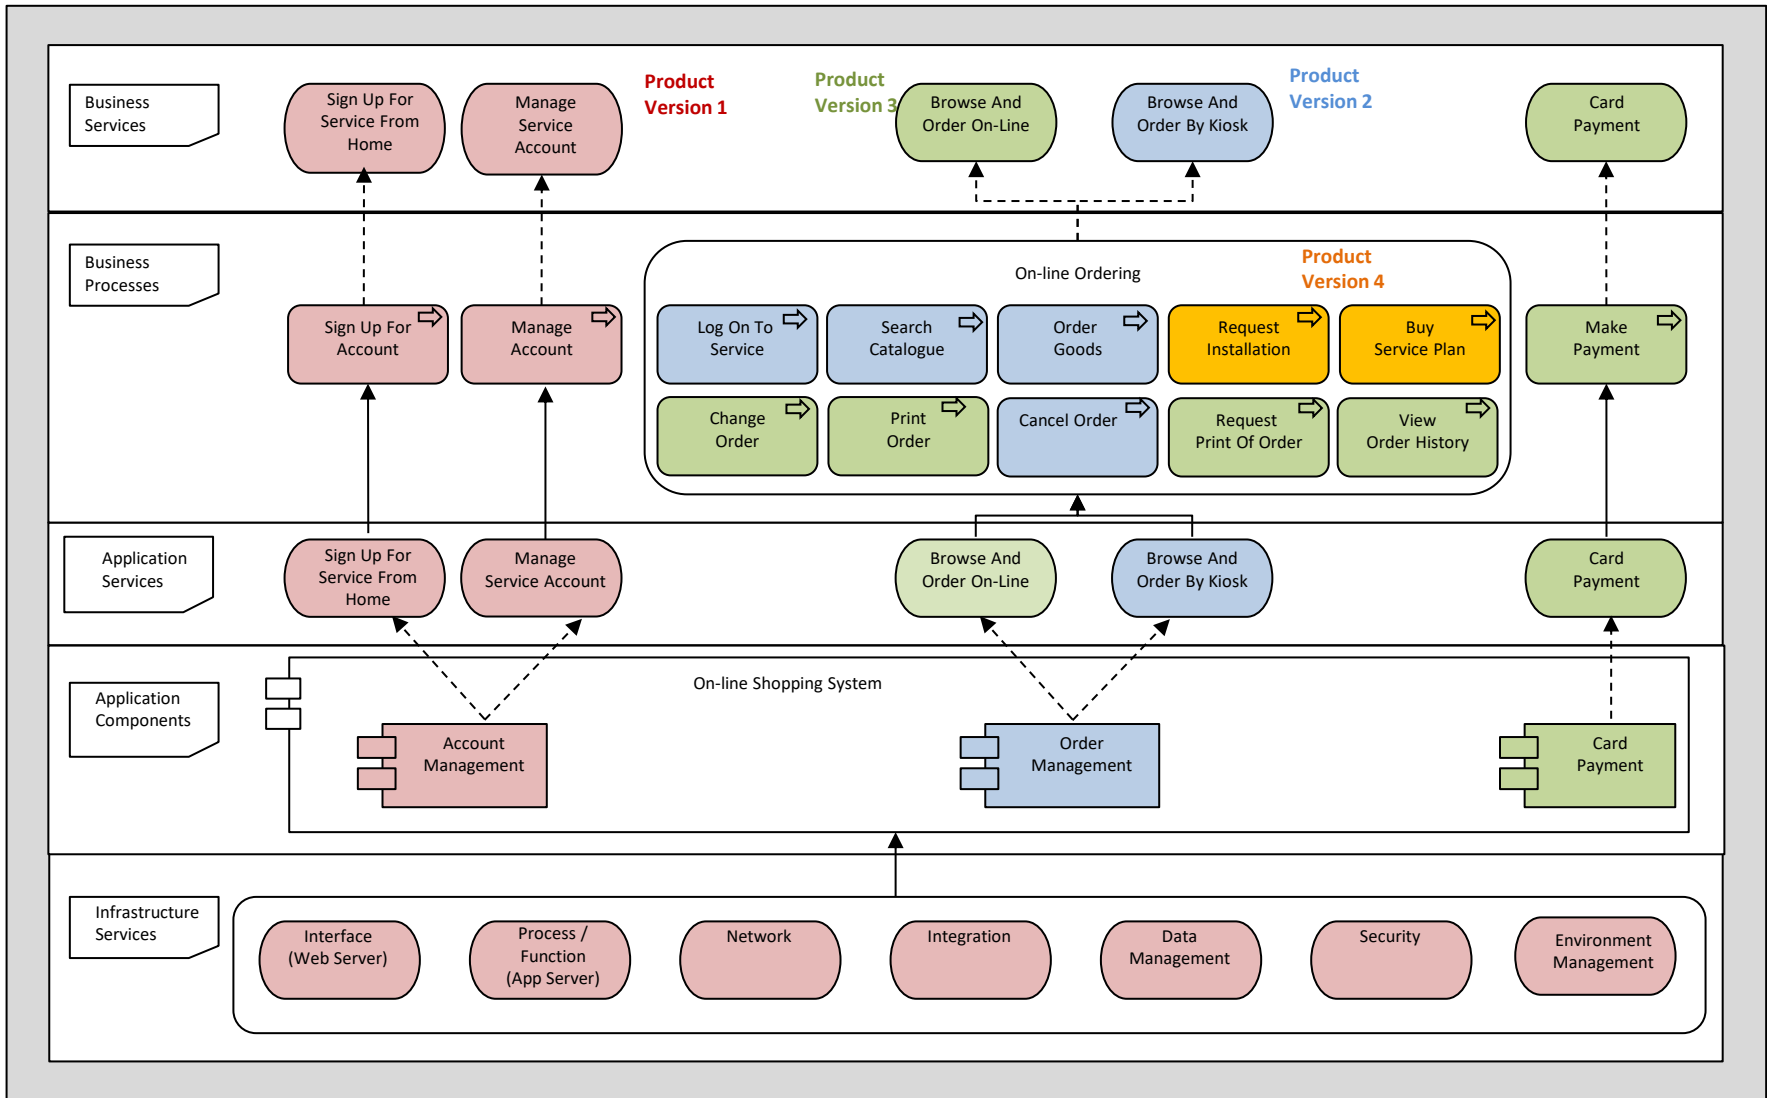 Business
Services
Sign Up For
Service From
Home
Manage
Service
Account
Product
Version 1
Product
Version 3
Browse And
Order On-Line
Browse And
Order By Kiosk
Product
Version 2
Card
Payment
Business
Processes
Sign Up For
Account
Manage
Account
On-line Ordering
Product
Version 4
Log On To
Service
Search
Catalogue
Order
Goods
Request
Installation
Buy
Service Plan
Make
Payment
Change
Order
Print
Order
Cancel Order
Request
Print Of Order
View
Order History
Application
Services
Sign Up For
Service From
Home
Manage
Service Account
Browse And
Order On-Line
Browse And
Order By Kiosk
Card
Payment
Application
Components
On-line Shopping System
Account
Management
Order
Management
Card
Payment
Infrastructure
Services
Interface
(Web Server)
Process /
Function
(App Server)
Network
Integration
Data
Management
Security
Environment
Management